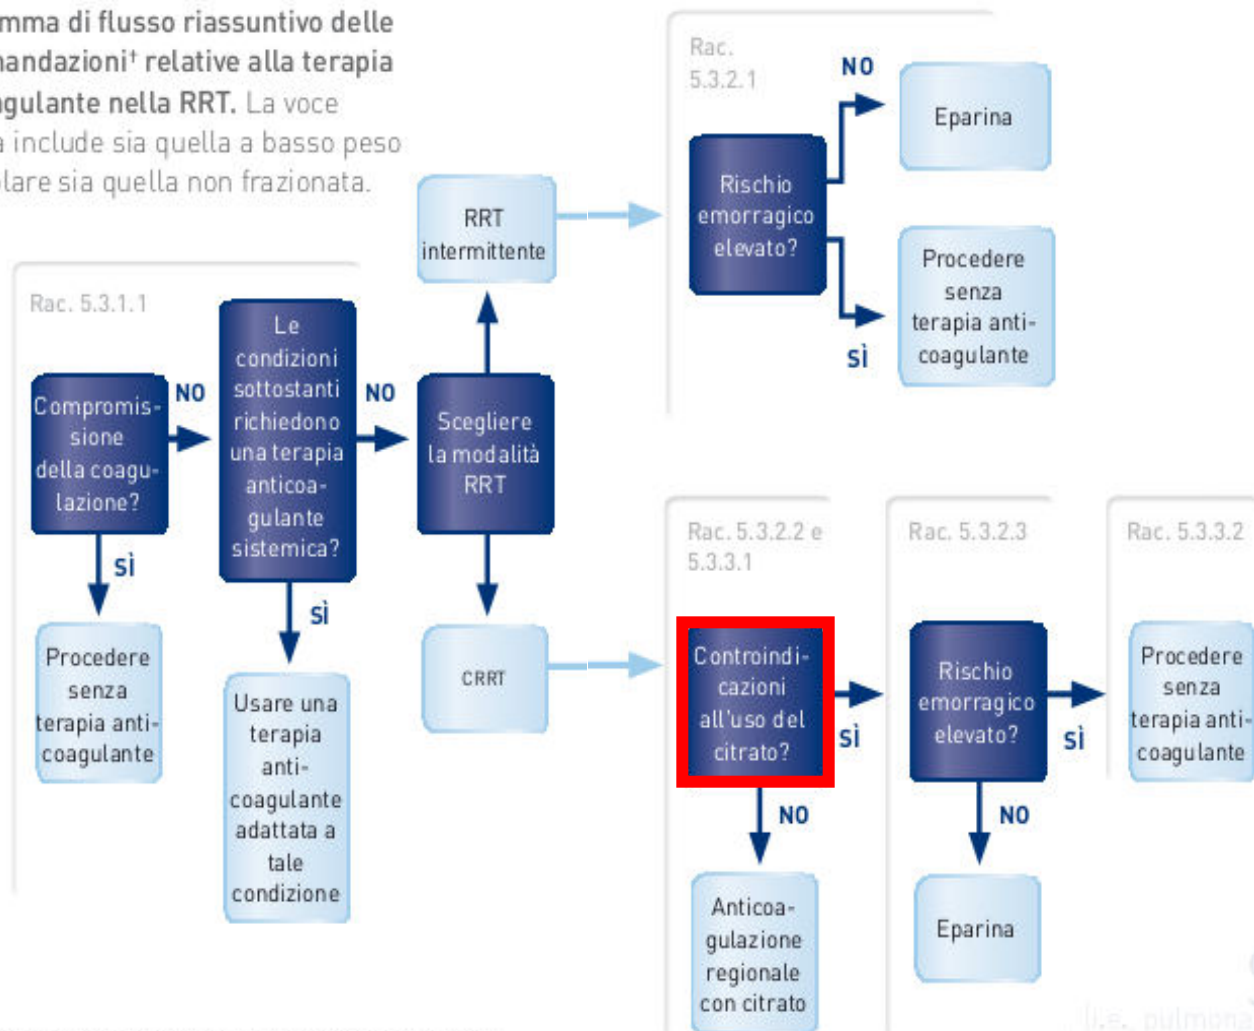 mma di flusso riassuntivo delle
nandazioni† relative alla terapia
agulante nella RRT. La voce
a include sia quella a basso peso
olare sia quella non frazionata.
Rac. 5.3.1.1
Compromis-
sione
della coagu-
lazione?
NO
SÌ
Procedere
senza
terapia anti-
coagulante
Le
condizioni
sottostanti
richiedono
una terapia
anticoa-
gulante
sistemica?
NO
SÌ
Usare una
terapia
anti-
coagulante
adattata a
tale
condizione
Scegliere
la modalità
RRT
RRT
intermittente
CRRT
Rac.
5.3.2.1
Rischio
emorragico
elevato?
NO
Eparina
SÌ
Procedere
senza
terapia anti-
coagulante
Rac. 5.3.2.2 e
5.3.3.1
Controindi-
cazioni
all'uso del
citrato?
SÌ
NO
Anticoa-
gulazione
regionale
con citrato
Rac. 5.3.2.3
Rischio
emorragico
elevato?
SÌ
NO
Eparina
Rac. 5.3.3.2
Procedere
senza
terapia anti-
coagulante
(i.e. pulmona